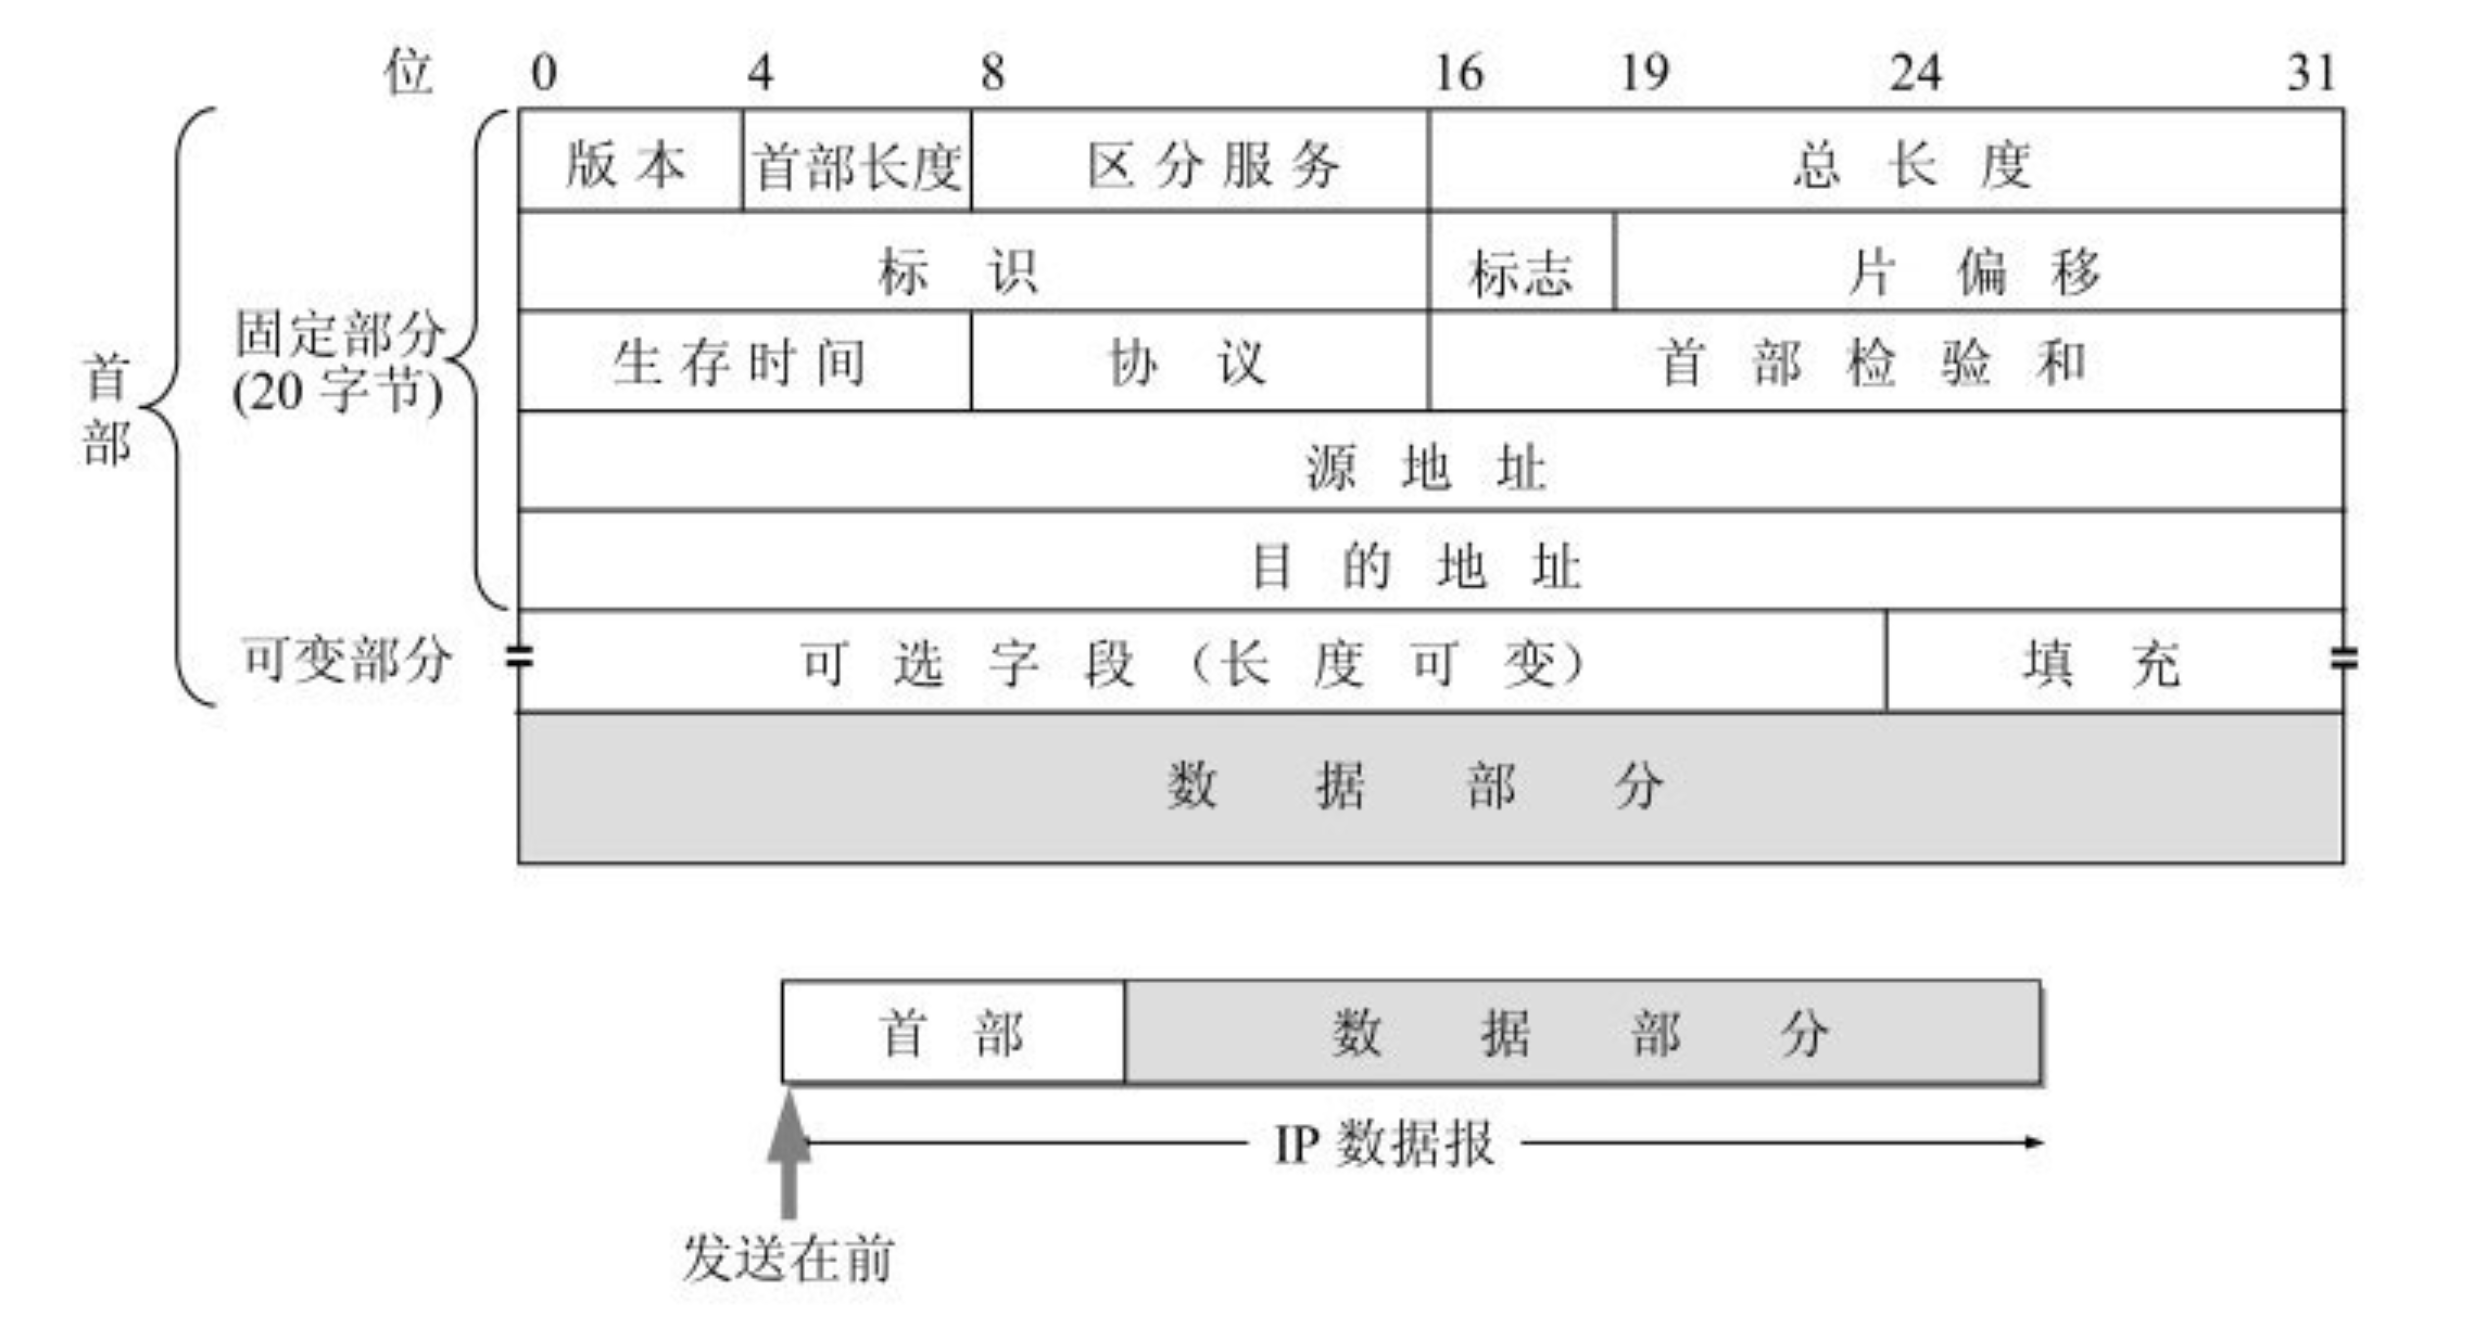 位 0 4 8 16 19 24 31
版本 首部长度 区分服务 总长度
标识 标志 片偏移
固定部分
(20 字节)
生存时间 协议 首部检验和
首部
源地址
目的地址
可变部分 可选字段（长度可变） 填充
数据部分
首部 数据部分
IP 数据报
发送在前